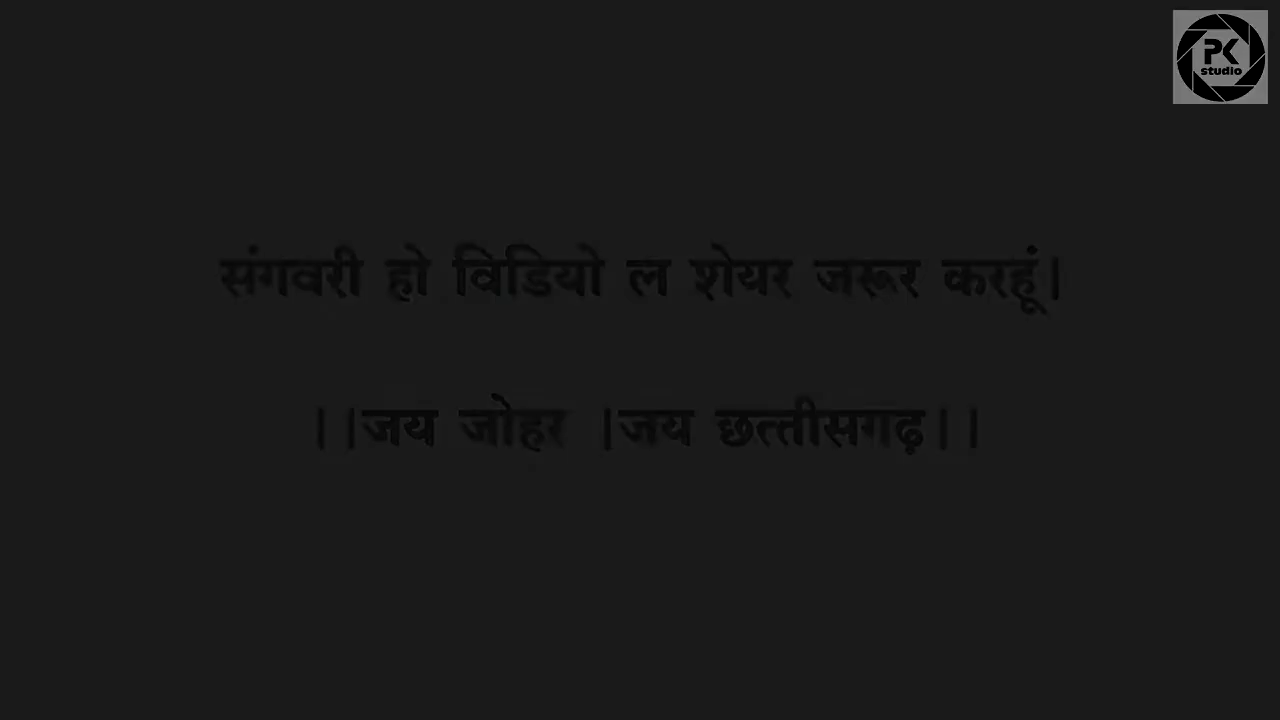 PK
studio
संगवरी हो विडियो ल शेयर जरूर करहूं|
||जय जोहर |जय छत्तीसगढ़||